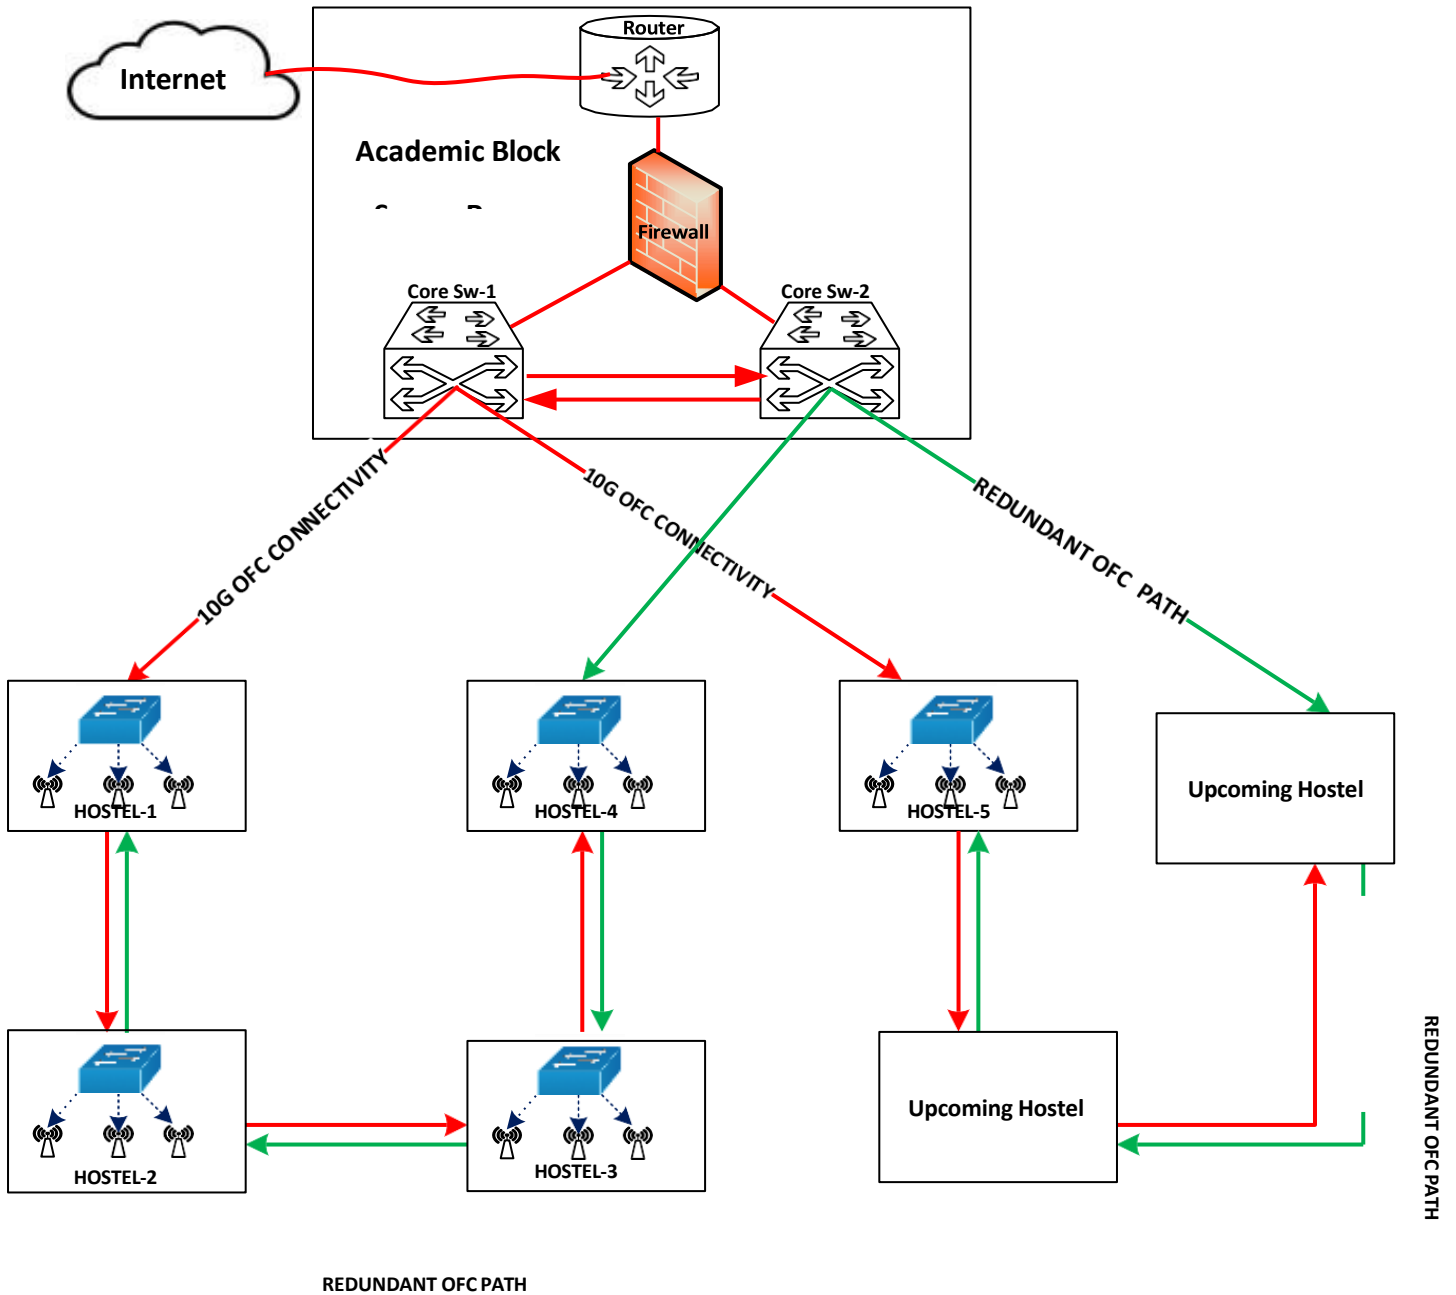 Router
Internet
Academic Block
Firewall
Core Sw-1
Core Sw-2
10G OFC CONNECTIVITY
10G OFC CONNECTIVITY
REDUNDANT OFC PATH
HOSTEL-1
HOSTEL-4
HOSTEL-5
Upcoming Hostel
HOSTEL-2
HOSTEL-3
Upcoming Hostel
REDUNDANT OFC PATH
REDUNDANT OFC PATH